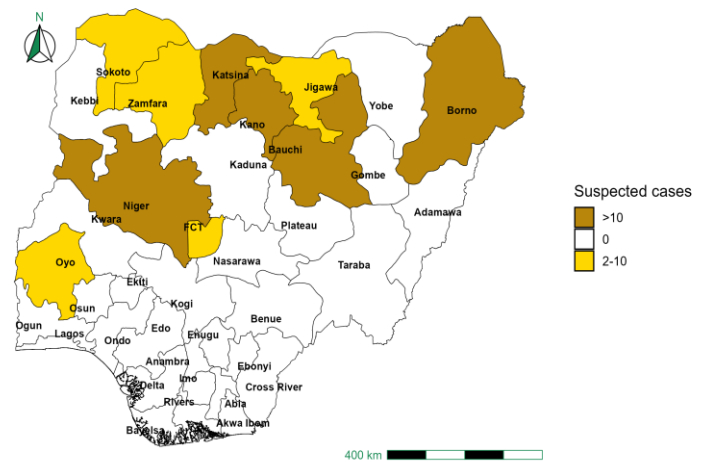 N
Sokoto
Katsina
Kebbi
Zamfara
Jigawa
Yobe
Borno
Kano
Bauchi
Kaduna
Gombe
Niger
Kwara
FCT
Plateau
Adamawa
Oyo
Nasarawa
Taraba
Ekiti
Osun
Kogi
Ogun
Lagos
Ondo
Edo
Enugu
Benue
Anambra
Ebonyi
Delta
Imo
Cross River
Rivers
Abia
Bayelsa
Akwa Ibom
Suspected cases
>10
0
2-10
400 km